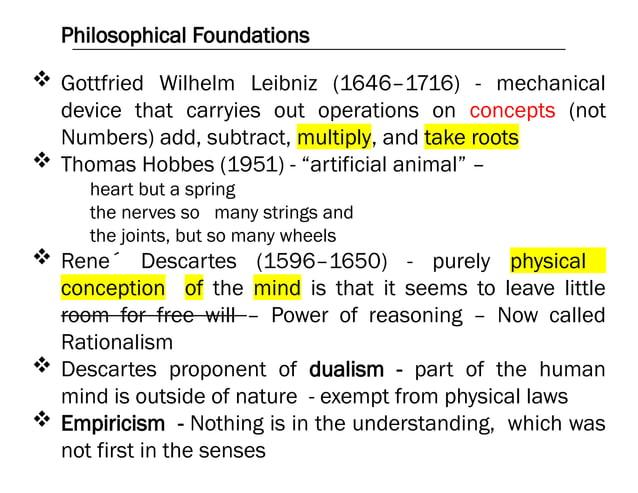 Philosophical Foundations
❖ Gottfried Wilhelm Leibniz (1646–1716) - mechanical
device that carryies out operations on concepts (not
Numbers) add, subtract, multiply, and take roots
❖ Thomas Hobbes (1951) - “artificial animal” –
heart but a spring
the nerves so many strings and
the joints, but so many wheels
❖ Rene´ Descartes (1596–1650) - purely physical
conception of the mind is that it seems to leave little
room for free will – Power of reasoning – Now called
Rationalism
❖ Descartes proponent of dualism - part of the human
mind is outside of nature - exempt from physical laws
❖ Empiricism - Nothing is in the understanding, which was
not first in the senses